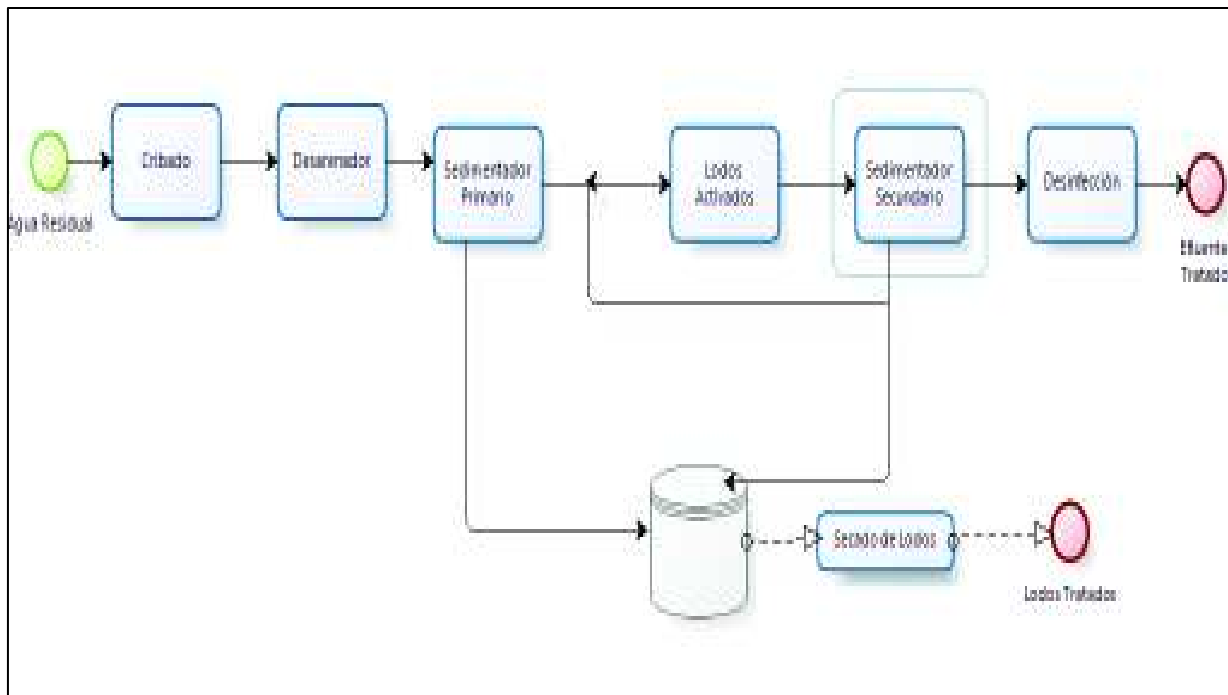 Cribado
Desarenador
Sedimentador
Primario
Lodos
Activados
Sedimentador
Secundario
Desinfección
Agua Residual
Efluente
Tratado
Secado de Lodos
Lodos Tratados